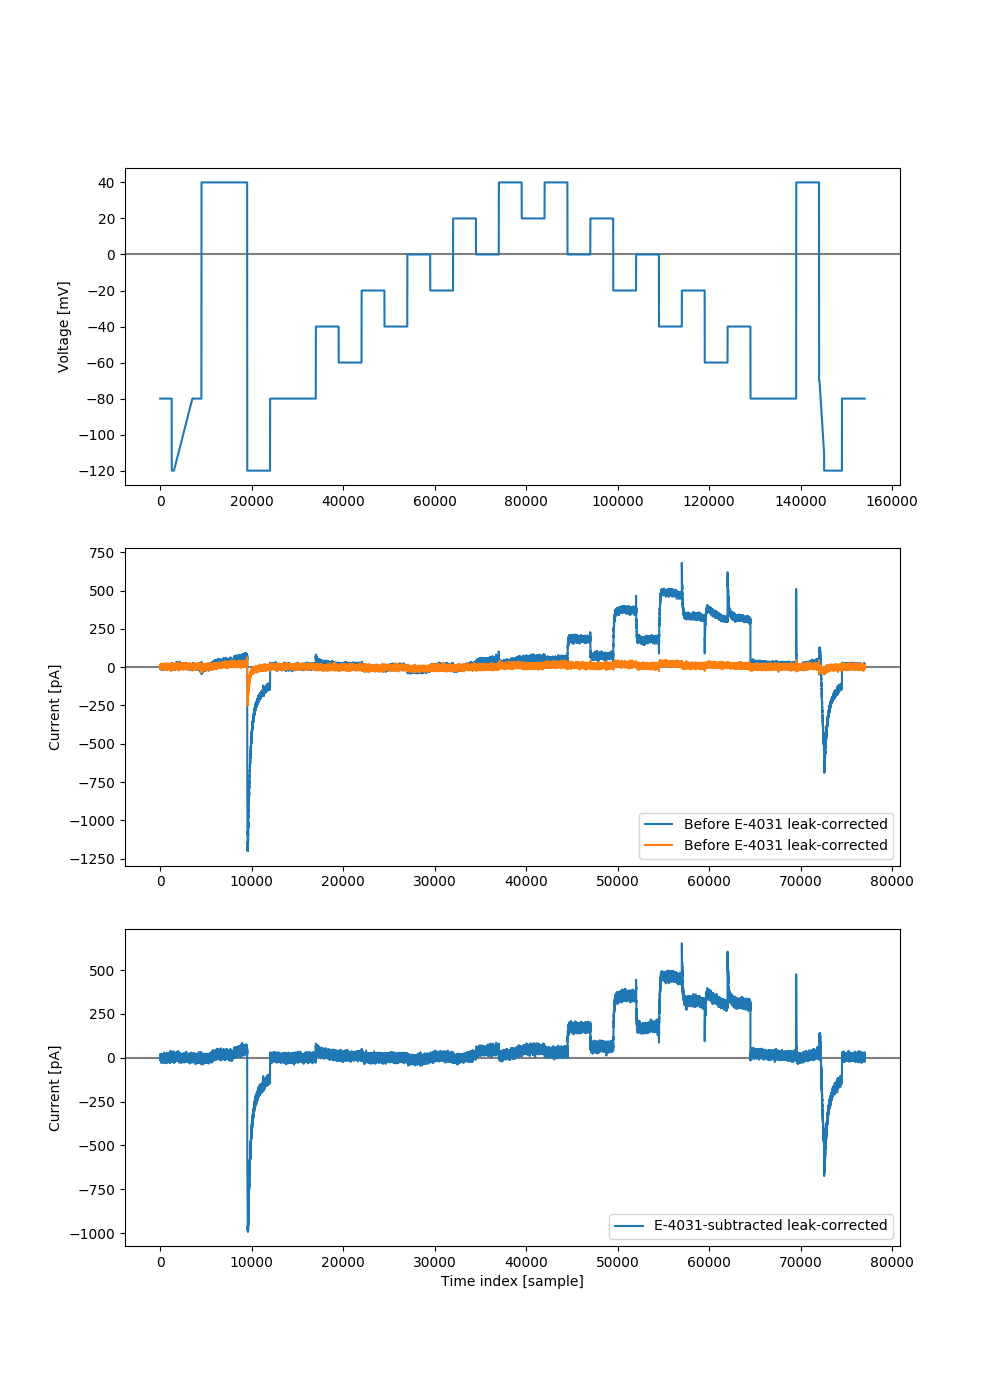 Voltage [mV]
40
20
0
−20
−40
−60
−80
−100
−120
0 20000 40000 60000 80000 100000 120000 140000 160000
Current [pA]
750
500
250
0
−250
−500
−750
−1000
−1250
Before E-4031 leak-corrected
Before E-4031 leak-corrected
0 10000 20000 30000 40000 50000 60000 70000 80000
Current [pA]
500
250
0
−250
−500
−750
−1000
E-4031-subtracted leak-corrected
0 10000 20000 30000 40000 50000 60000 70000 80000
Time index [sample]